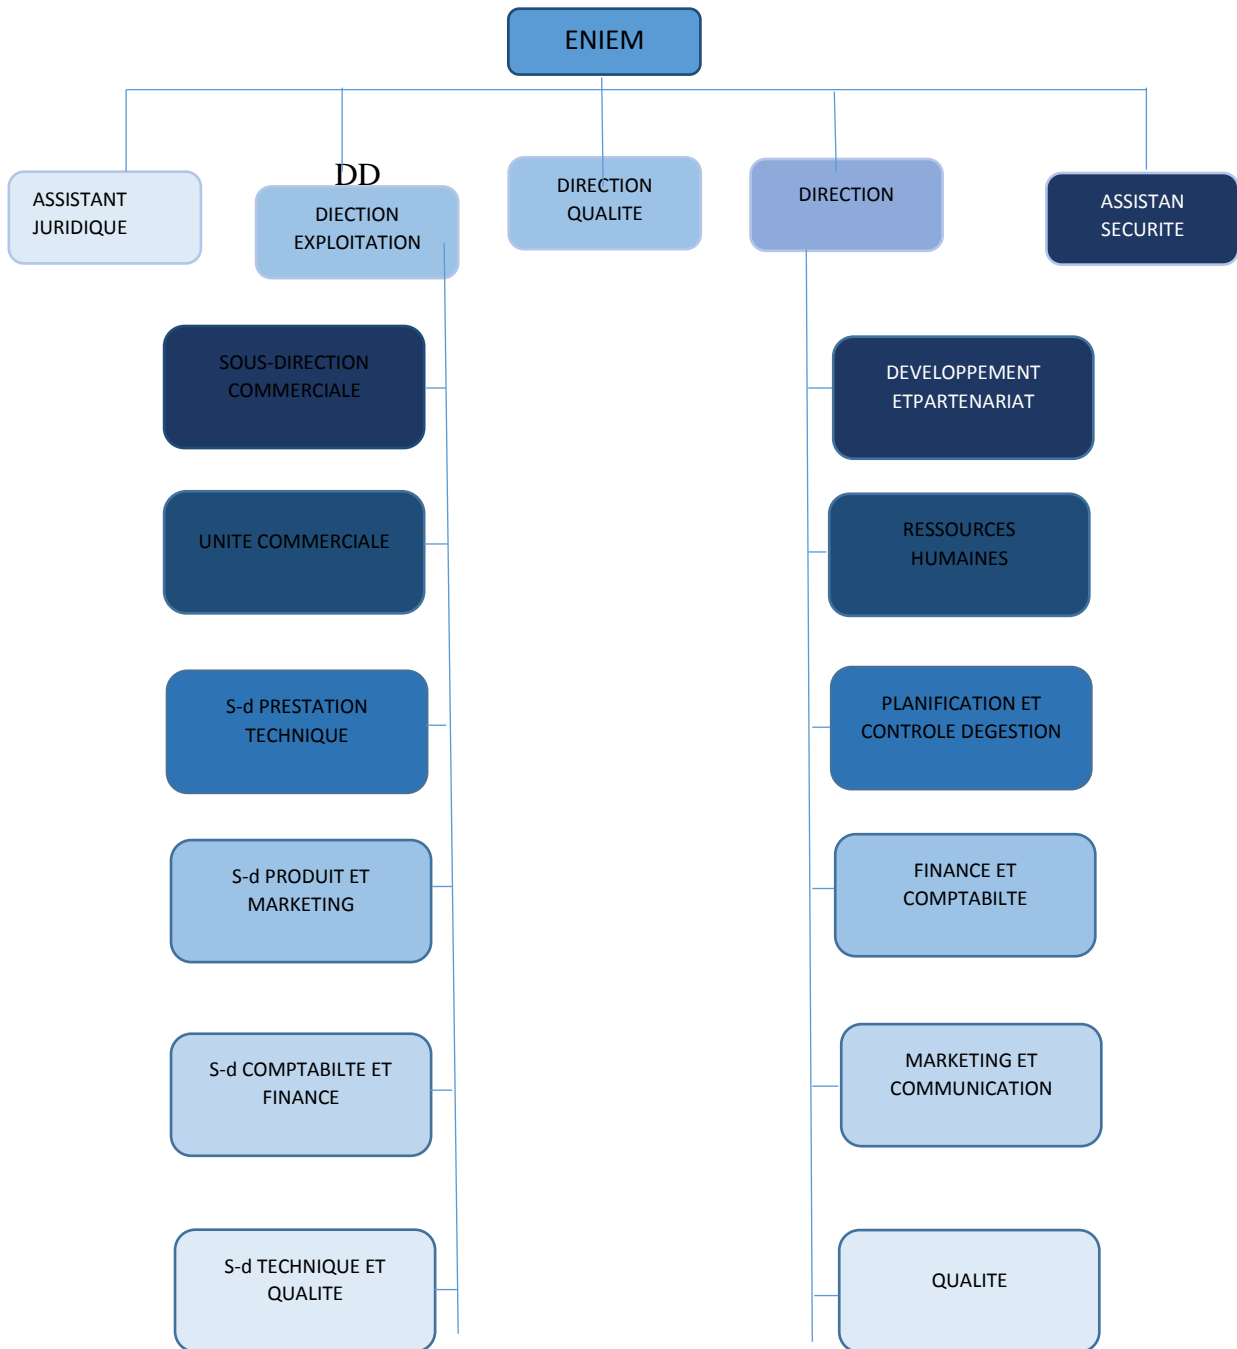 ENIEM
ASSISTANT
JURIDIQUE
DD
DIECTION
EXPLOITATION
DIRECTION
QUALITE
DIRECTION
ASSISTAN
SECURITE
SOUS-DIRECTION
COMMERCIALE
UNITE COMMERCIALE
S-d PRESTATION
TECHNIQUE
S-d PRODUIT ET
MARKETING
S-d COMPTABILTE ET
FINANCE
S-d TECHNIQUE ET
QUALITE
DEVELOPPEMENT
ETPARTENARIAT
RESSOURCES
HUMAINES
PLANIFICATION ET
CONTROLE DEGESTION
FINANCE ET
COMPTABILTE
MARKETING ET
COMMUNICATION
QUALITE